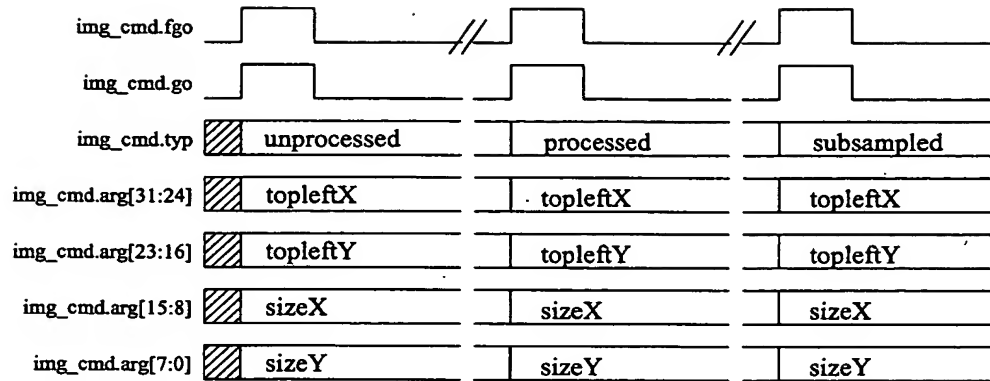 img_cmd.fgo
img_cmd.go
img_cmd.typ unprocessed processed subsampled
img_cmd.arg[31:24] topleftX topleftX topleftX
img_cmd.arg[23:16] topleftY topleftY topleftY
img_cmd.arg[15:8] sizeX sizeX sizeX
img_cmd.arg[7:0] sizeY sizeY sizeY